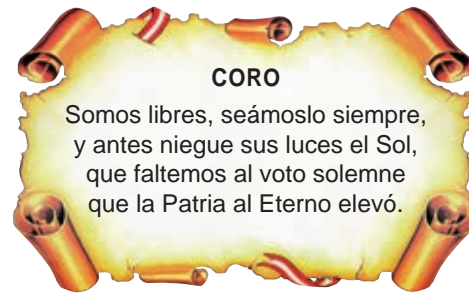 CORO
Somos libres, seámoslo siempre,
y antes niegue sus luces el Sol,
que faltemos al voto solemne
que la Patria al Eterno elevó.